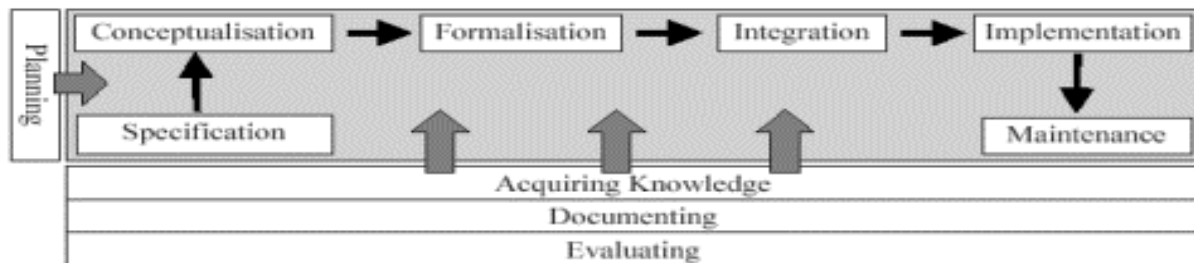 Planning
Conceptualisation
Formalisation
Integration
Implementation
Specification
Maintenance
Acquiring Knowledge
Documenting
Evaluating